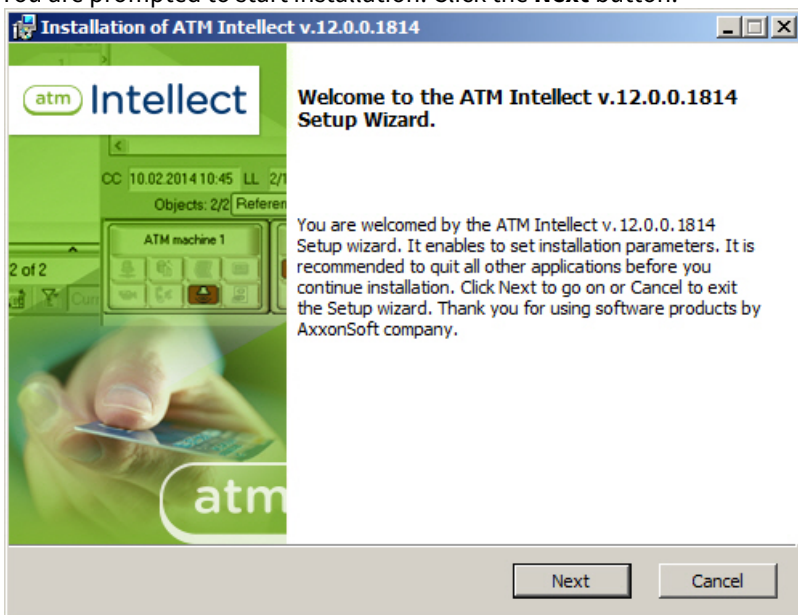 You are prompted to start installation. Click the Next button.
Installation of ATM Intellect v.12.0.0.1814
atm Intellect
CC 10.02.2014 10:45 LL 2/1
Objects: 2/2 Referen
ATM machine 1
2 of 2
Curr
atm
Welcome to the ATM Intellect v.12.0.0.1814
Setup Wizard.
You are welcomed by the ATM Intellect v.12.0.0.1814
Setup wizard. It enables to set installation parameters. It is
recommended to quit all other applications before you
continue installation. Click Next to go on or Cancel to exit
the Setup wizard. Thank you for using software products by
AxxonSoft company.
Next Cancel